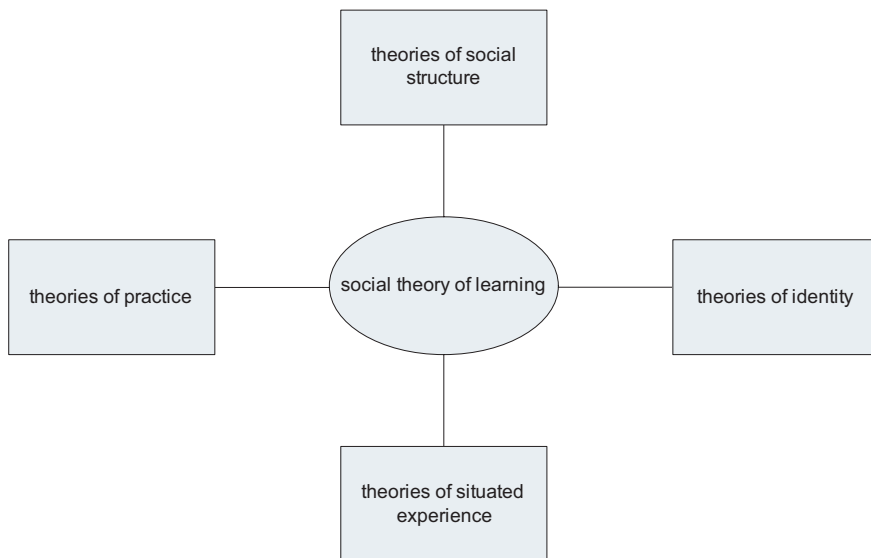 theories of social
structure
theories of practice
social theory of learning
theories of identity
theories of situated
experience